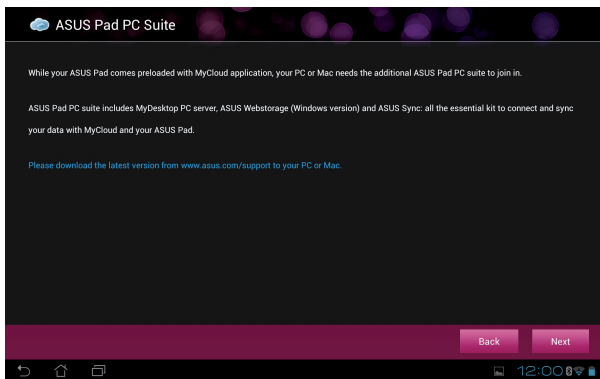 ASUS Pad PC Suite
While your ASUS Pad comes preloaded with MyCloud application, your PC or Mac needs the additional ASUS Pad PC suite to join in.
ASUS Pad PC suite includes MyDesktop PC server, ASUS Webstorage (Windows version) and ASUS Sync: all the essential kit to connect and sync
your data with MyCloud and your ASUS Pad.
Please download the latest version from www.asus.com/support to your PC or Mac.
Back Next
12:00